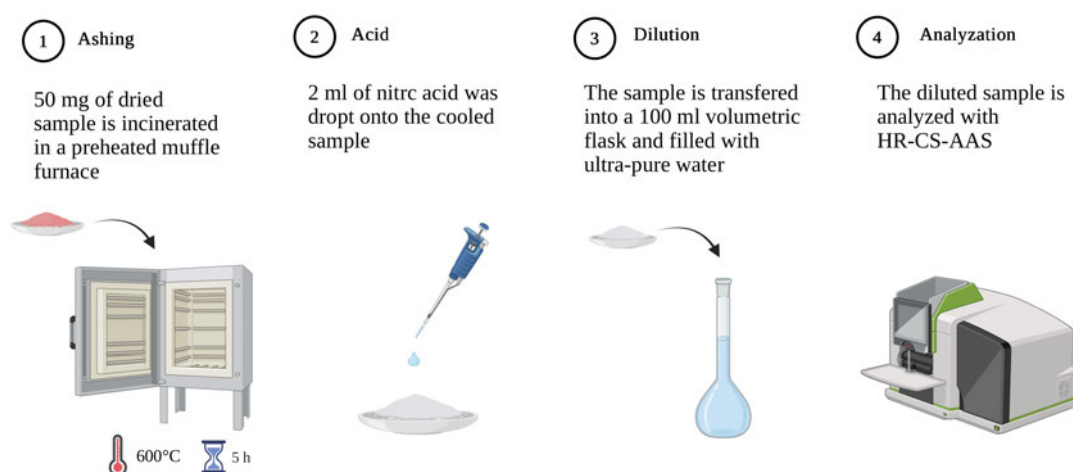 1 Ashing
50 mg of dried
sample is incinerated
in a preheated muffle
furnace
600°C 5 h
2 Acid
2 ml of nitrc acid was
dropt onto the cooled
sample
3 Dilution
The sample is transfered
into a 100 ml volumetric
flask and filled with
ultra-pure water
4 Analyzation
The diluted sample is
analyzed with
HR-CS-AAS